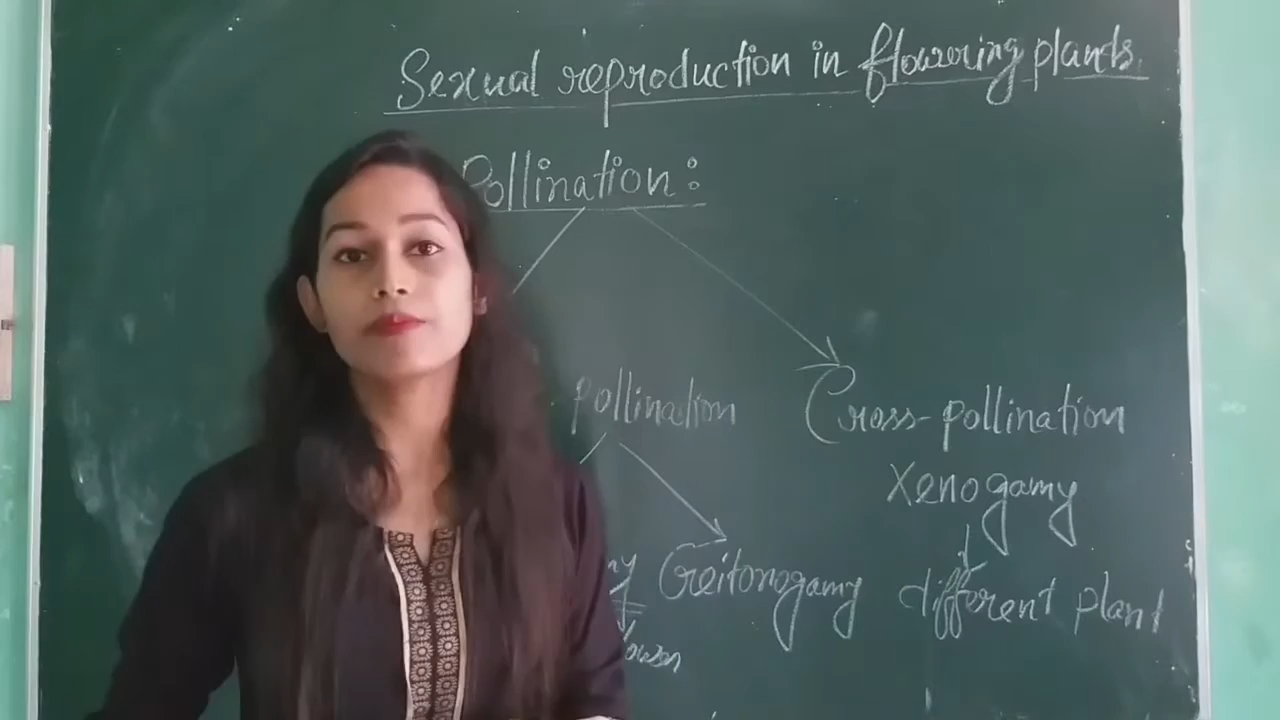 Sexual reproduction in flowering plants.
Pollination:
pollination
Cross-pollination
Xenogamy
Geitonogamy
different plant